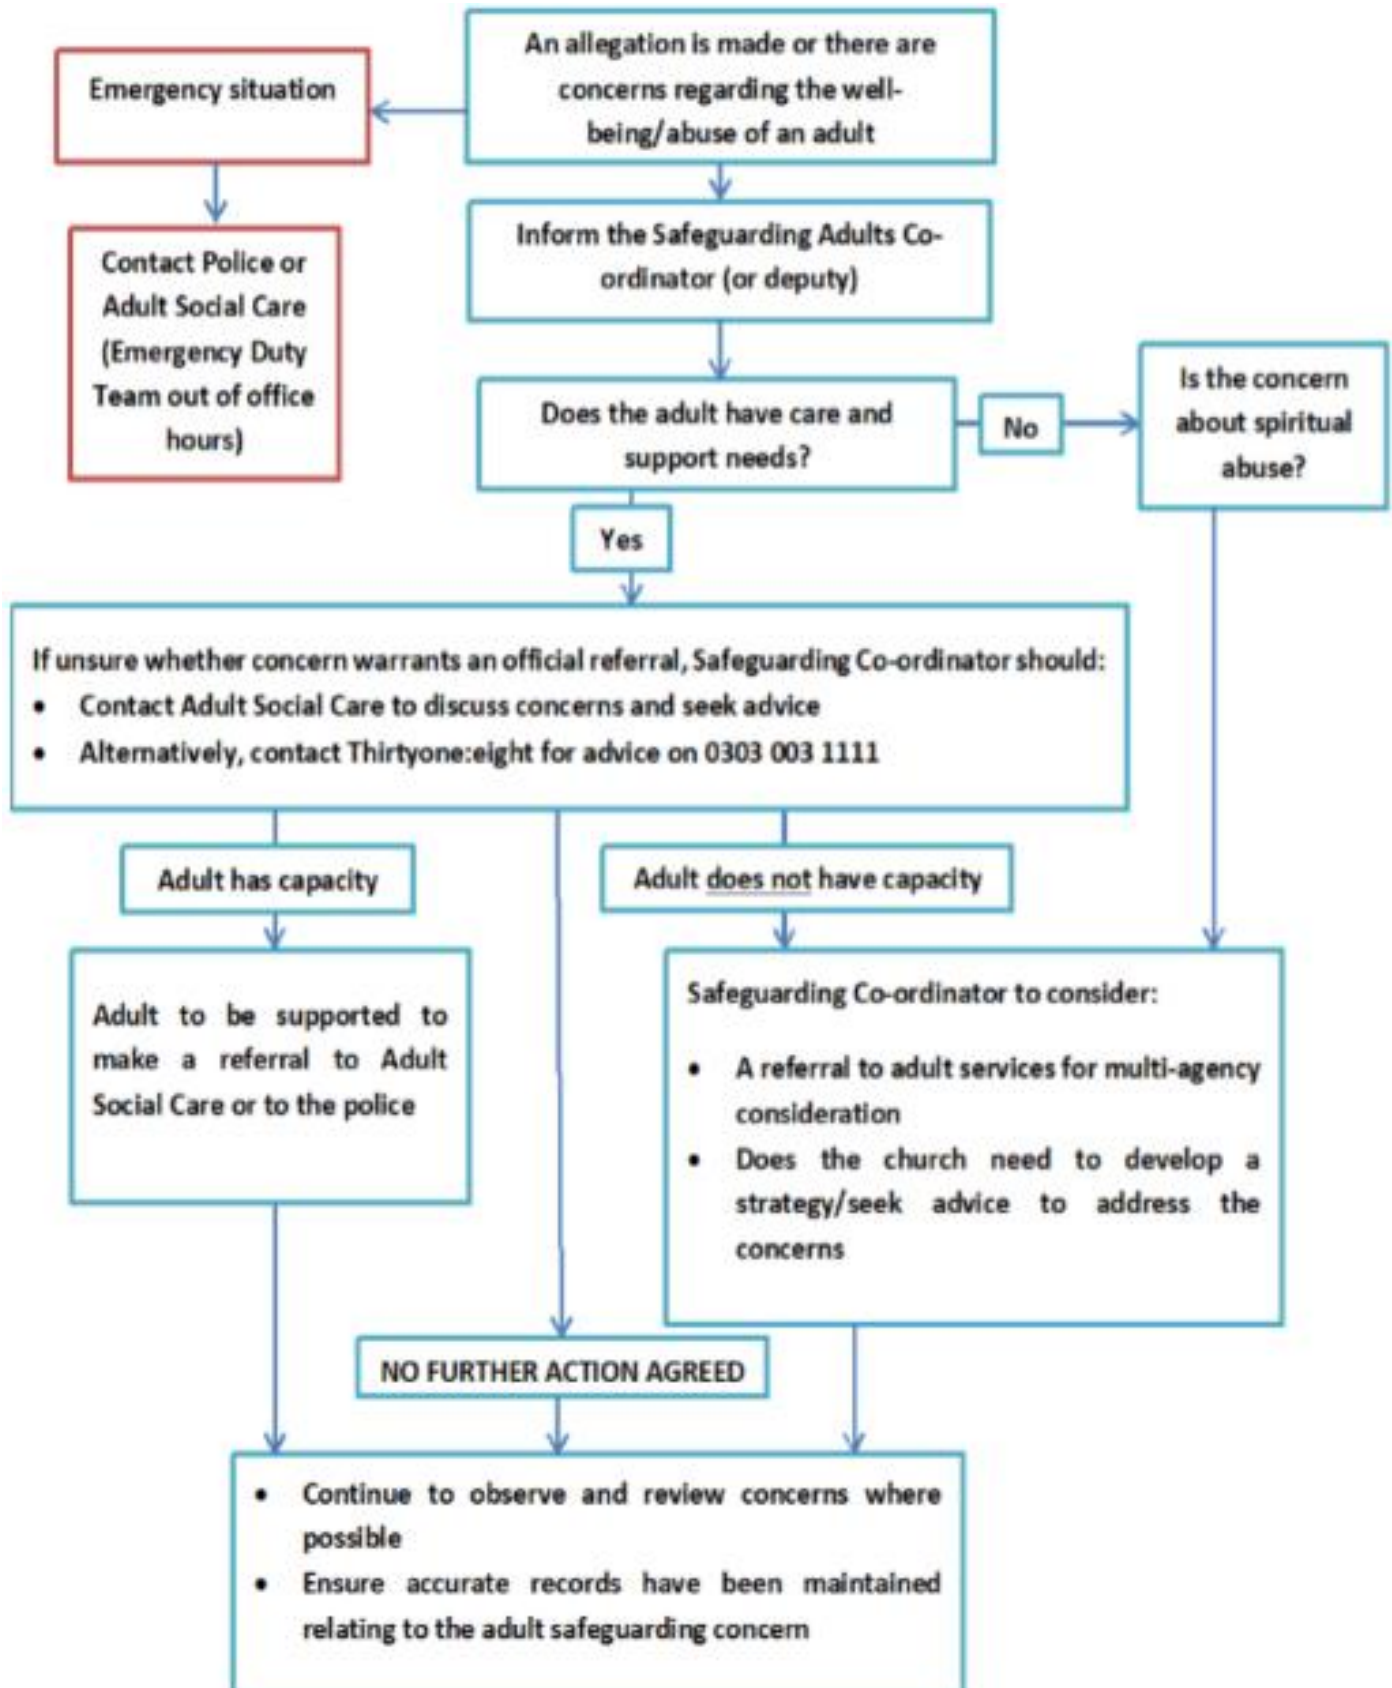 An allegation is made or there are
concerns regarding the well-
being/abuse of an adult
Emergency situation
Contact Police or
Adult Social Care
(Emergency Duty
Team out of office
hours)
Inform the Safeguarding Adults Co-
ordinator (or deputy)
Does the adult have care and
support needs?
No
Is the concern
about spiritual
abuse?
Yes
If unsure whether concern warrants an official referral, Safeguarding Co-ordinator should:
• Contact Adult Social Care to discuss concerns and seek advice
• Alternatively, contact Thirtyone:eight for advice on 0303 003 1111
Adult has capacity
Adult does not have capacity
Adult to be supported to
make a referral to Adult
Social Care or to the police
Safeguarding Co-ordinator to consider:
• A referral to adult services for multi-agency
consideration
• Does the church need to develop a
strategy/seek advice to address the
concerns
NO FURTHER ACTION AGREED
• Continue to observe and review concerns where
possible
• Ensure accurate records have been maintained
relating to the adult safeguarding concern